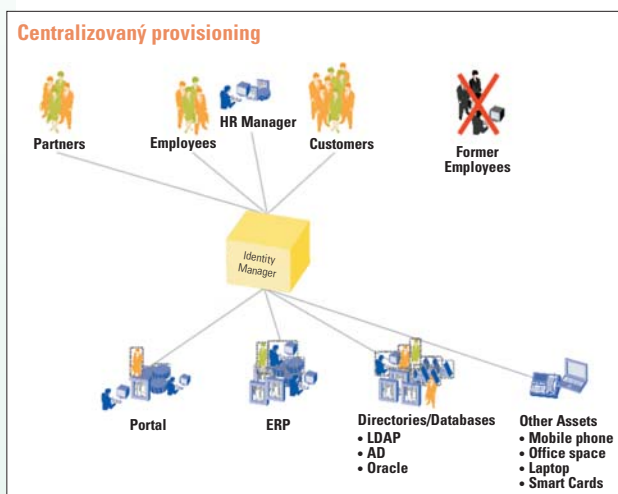 Centralizovaný provisioning
Partners
Employees
HR Manager
Customers
Former
Employees
Identity
Manager
Portal
ERP
Directories/Databases
• LDAP
• AD
• Oracle
Other Assets
• Mobile phone
• Office space
• Laptop
• Smart Cards